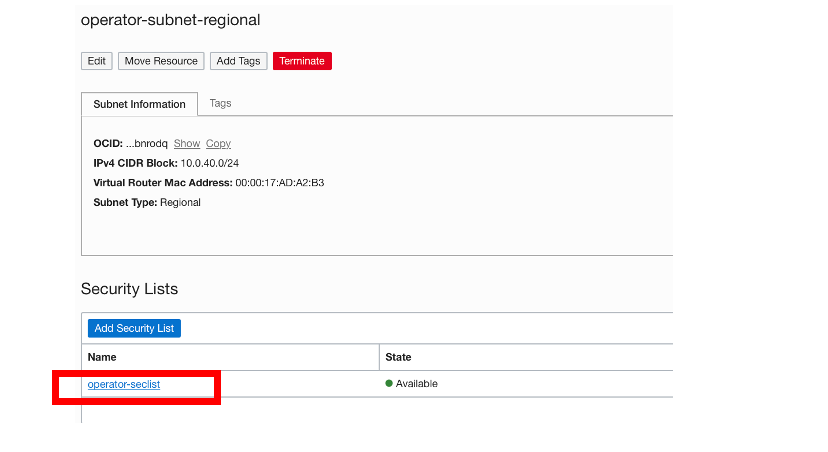 operator-subnet-regional
Edit Move Resource Add Tags Terminate
Subnet Information Tags
OCID: ...bnrodq Show Copy
IPv4 CIDR Block: 10.0.40.0/24
Virtual Router Mac Address: 00:00:17:AD:A2:B3
Subnet Type: Regional
Security Lists
Add Security List
Name State
operator-seclist Available